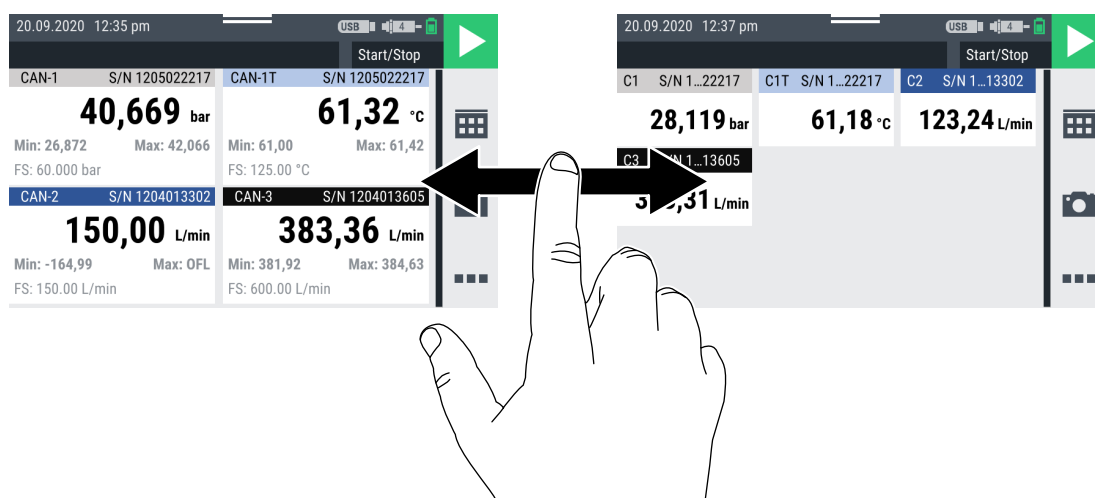 20.09.2020 12:35 pm USB 4
Start/Stop
CAN-1 S/N 1205022217
40,669 bar
Min: 26,872 Max: 42,066
FS: 60.000 bar
CAN-1T S/N 1205022217
61,32 °C
Min: 61,00 Max: 61,42
FS: 125.00 °C
CAN-2 S/N 1204013302
150,00 L/min
Min: -164,99 Max: OFL
FS: 150.00 L/min
CAN-3 S/N 1204013605
383,36 L/min
Min: 381,92 Max: 384,63
FS: 600.00 L/min
20.09.2020 12:37 pm USB 4
Start/Stop
C1 S/N 1...22217
28,119 bar
C1T S/N 1...22217
61,18 °C
C2 S/N 1...13302
123,24 L/min
C3 S/N 1...13605
L/min